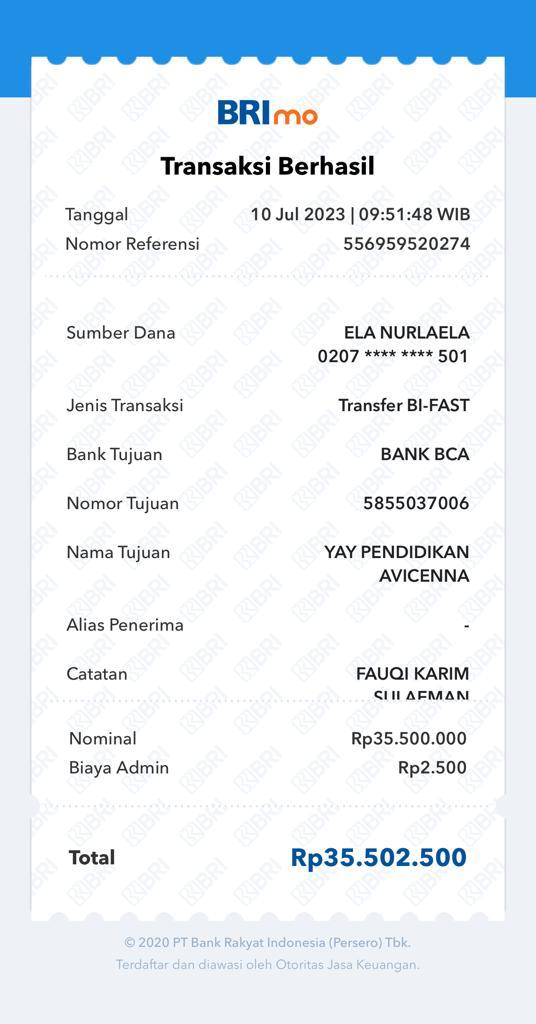 BRImo
Transaksi Berhasil
Tanggal 10 Jul 2023 | 09:51:48 WIB
Nomor Referensi 556959520274
Sumber Dana ELA NURLAELA
0207 **** **** 501
Jenis Transaksi Transfer BI-FAST
Bank Tujuan BANK BCA
Nomor Tujuan 5855037006
Nama Tujuan YAY PENDIDIKAN
AVICENNA
Alias Penerima -
Catatan FAUQI KARIM
SULAEMAN
Nominal Rp35.500.000
Biaya Admin Rp2.500
Total Rp35.502.500
© 2020 PT Bank Rakyat Indonesia (Persero) Tbk.
Terdaftar dan diawasi oleh Otoritas Jasa Keuangan.